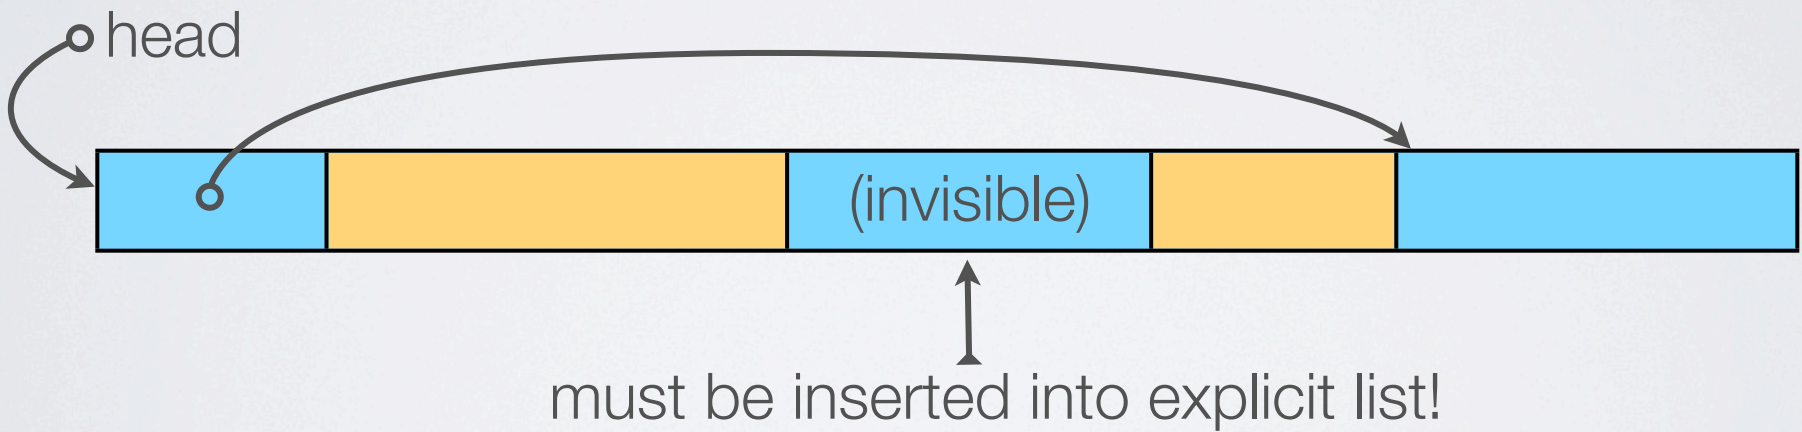 head
(invisible)
must be inserted into explicit list!